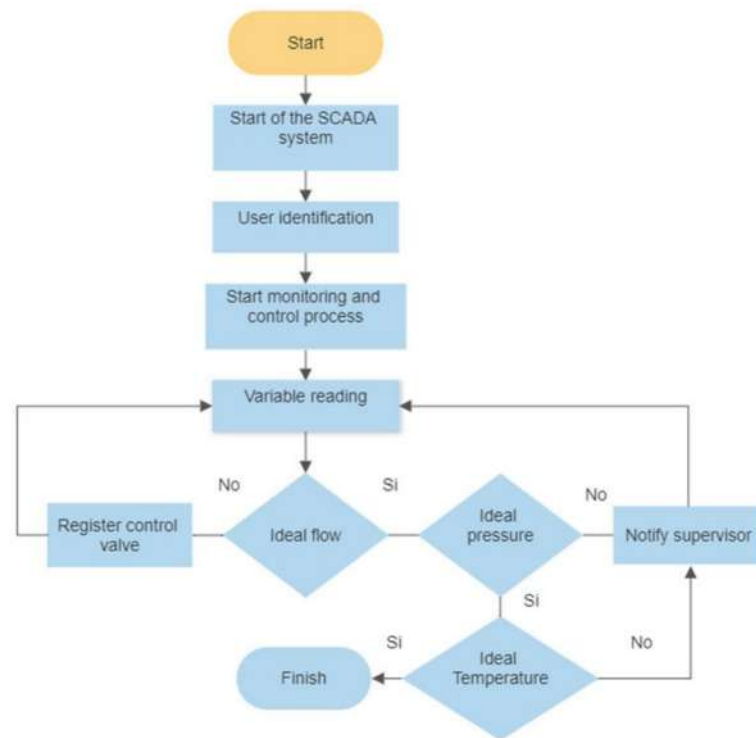 Start
Start of the SCADA
system
User identification
Start monitoring and
control process
Variable reading
No
Si
No
Register control
valve
Ideal flow
Ideal
pressure
Notify supervisor
Si
Si
No
Finish
Ideal
Temperature